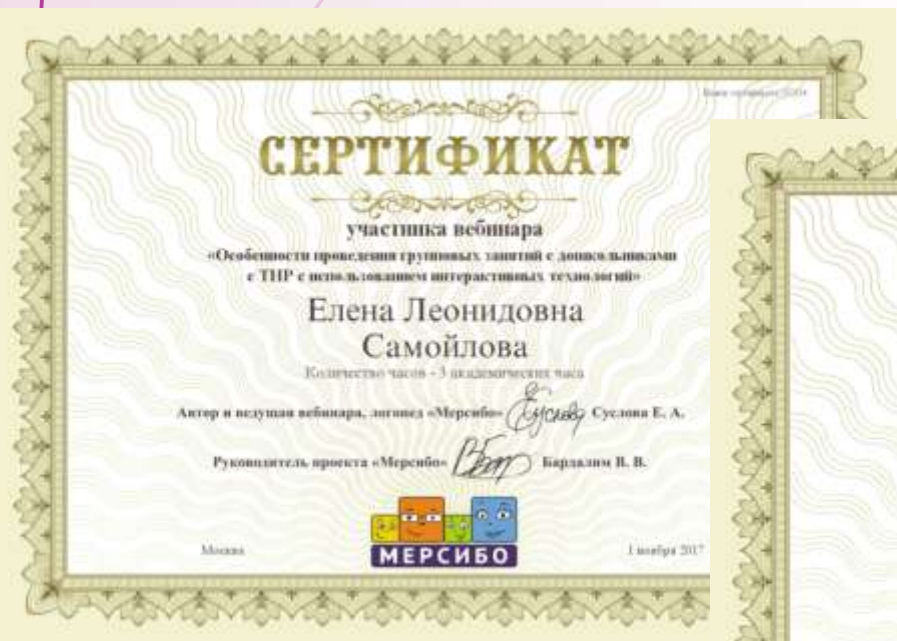 СЕРТИФИКАТ
участника вебинара
«Особенности проведения групповых занятий с дошкольниками
с ТНР с использованием интерактивных технологий»
Елена Леонидовна
Самойлова
Количество часов - 3 академических часа
Автор и ведущая вебинара, логопед «Мерсибо» Суслова Е. А.
Руководитель проекта «Мерсибо» Бардалим В. В.
МЕРСИБО
Москва
1 ноября 2017